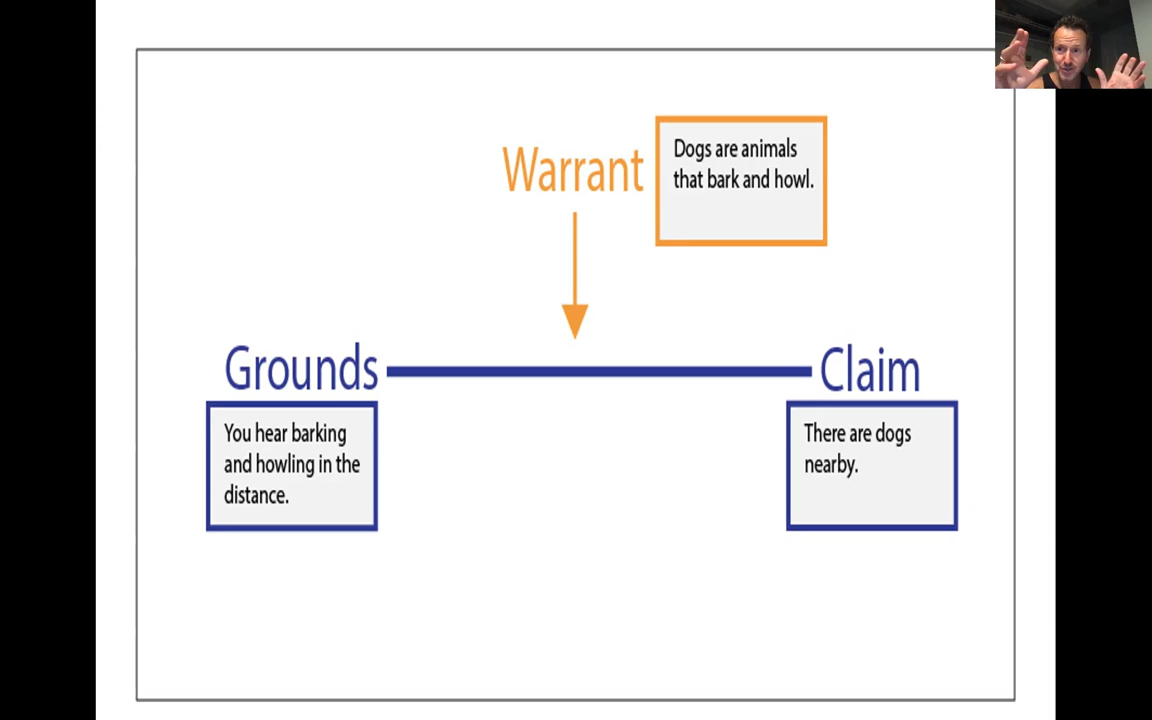 Warrant
Dogs are animals
that bark and howl.
Grounds
Claim
You hear barking
and howling in the
distance.
There are dogs
nearby.